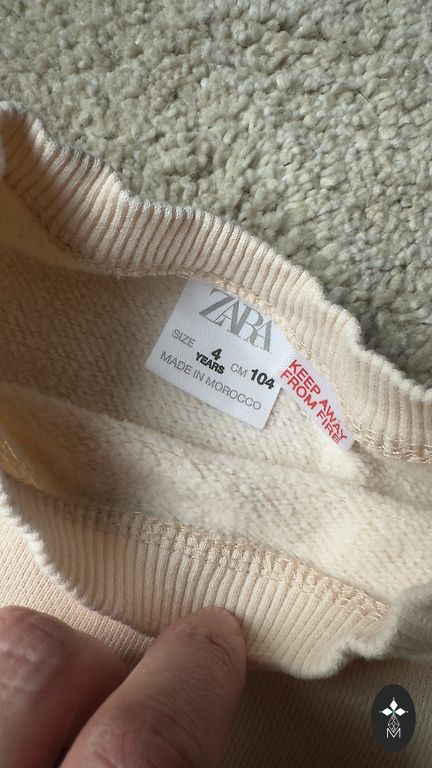 ZARA
SIZE 4 YEARS CM 104
MADE IN MOROCCO
KEEP AWAY
FROM FIRE
M